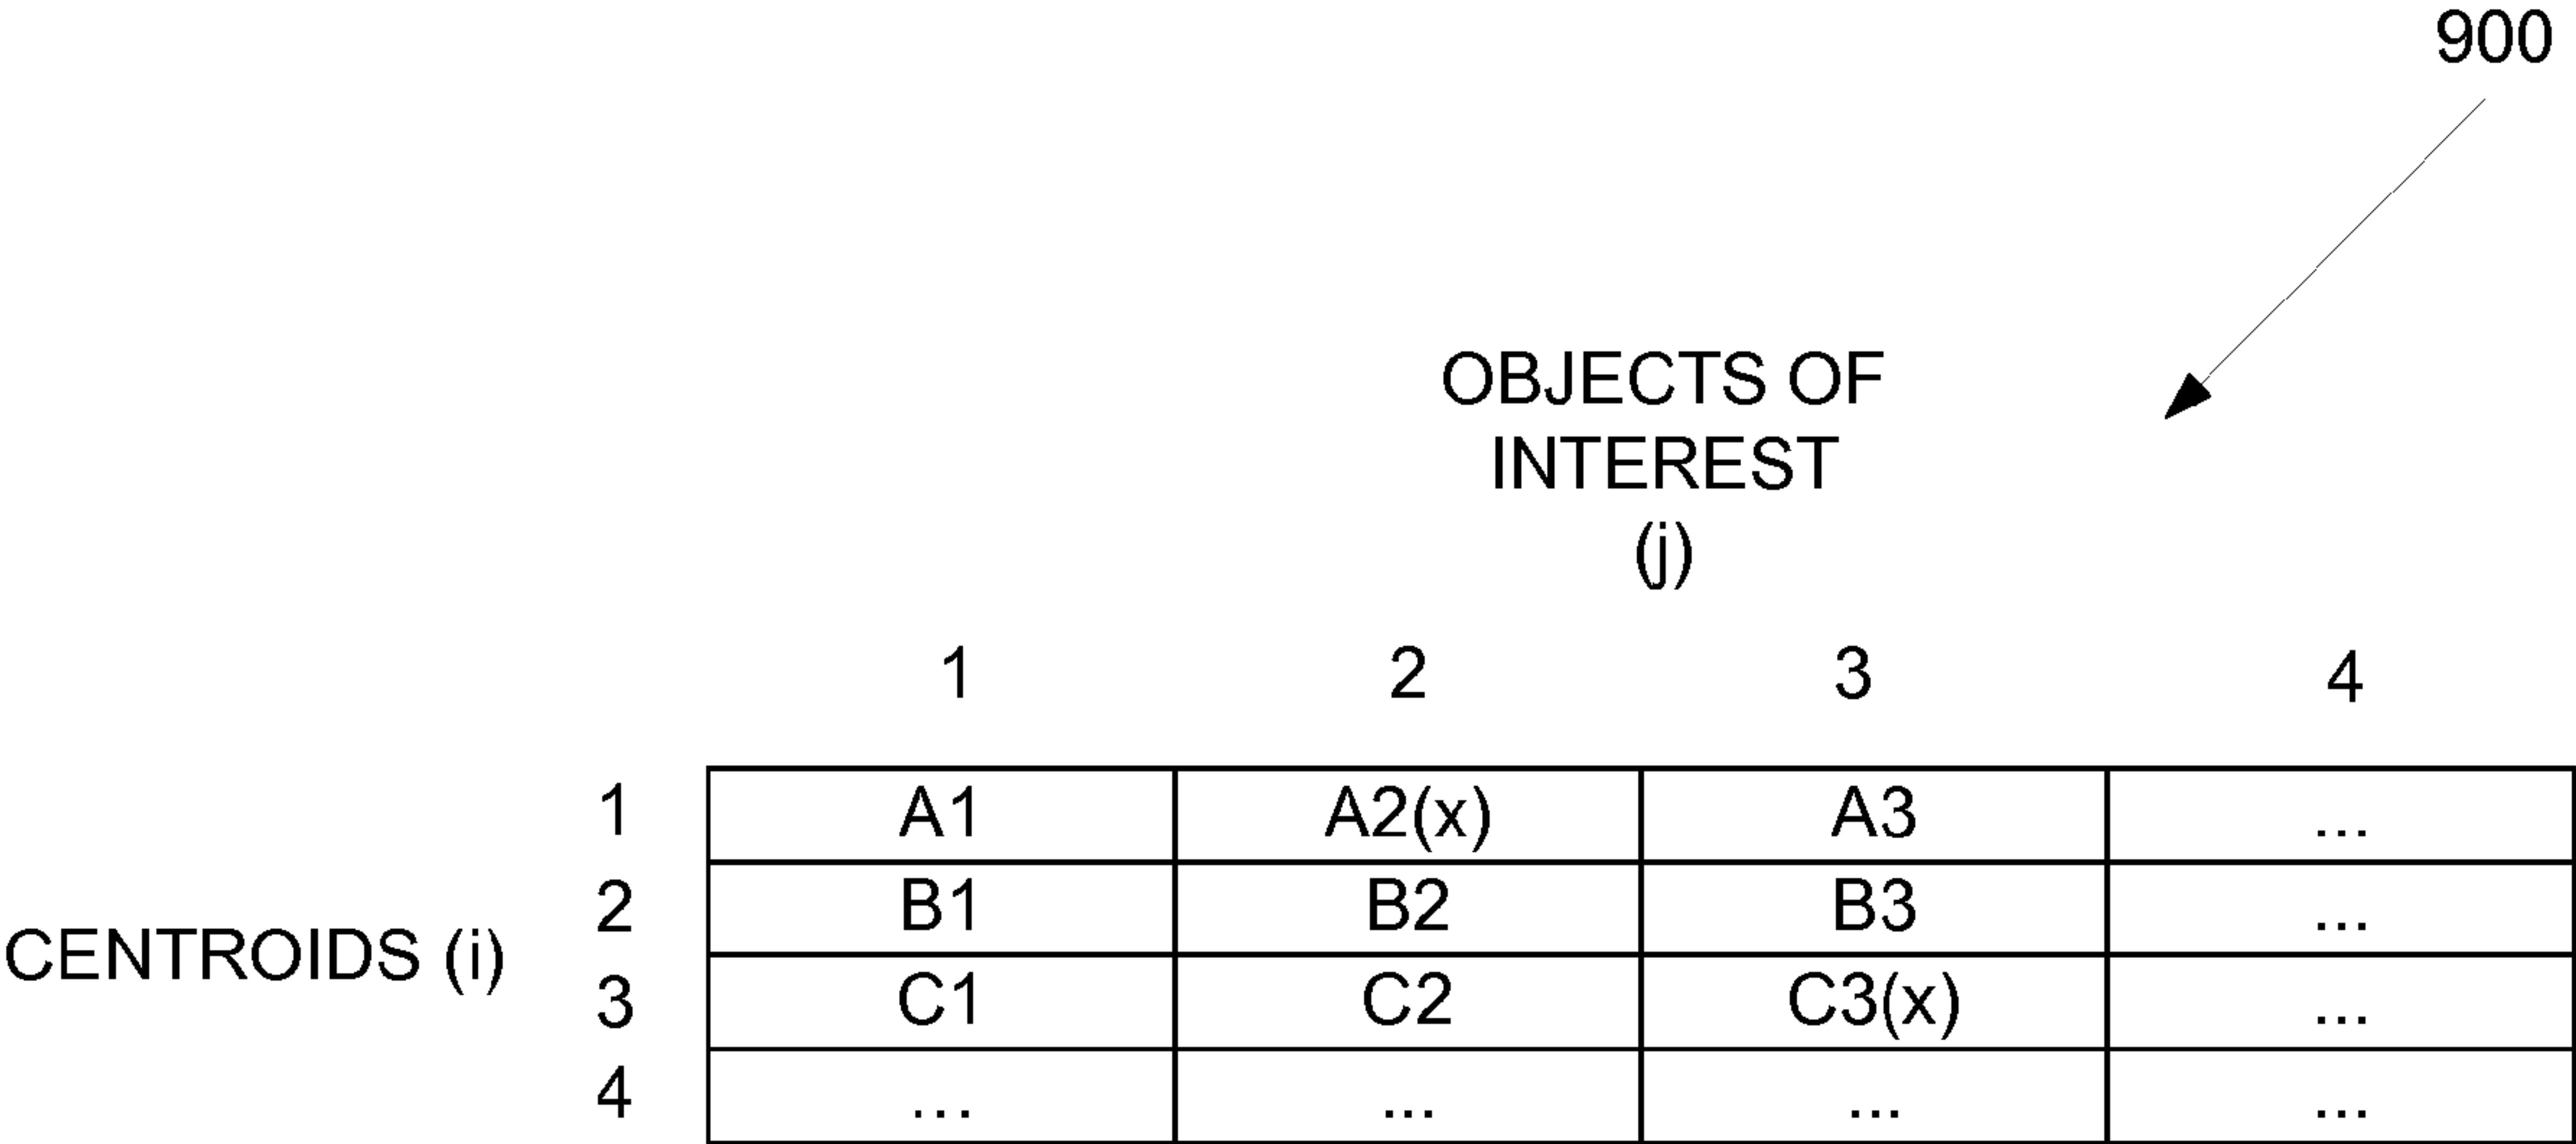 900
OBJECTS OF
INTEREST
(j)
1 2 3 4
1 A1 A2(x) A3 ...
2 B1 B2 B3 ...
CENTROIDS (i)
3 C1 C2 C3(x) ...
4 ... ... ... ...